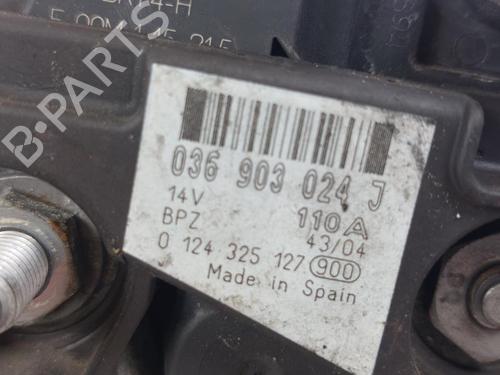 B-PARTS
036 903 024 J
14V 110A
BPZ 43/04
0 124 325 127 900
Made in Spain